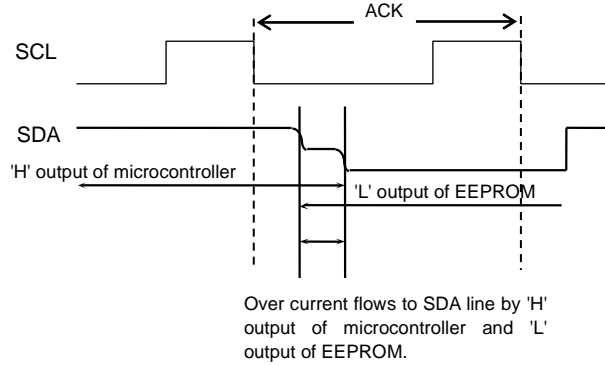 ACK
SCL
SDA
'H' output of microcontroller
'L' output of EEPROM
Over current flows to SDA line by 'H'
output of microcontroller and 'L'
output of EEPROM.